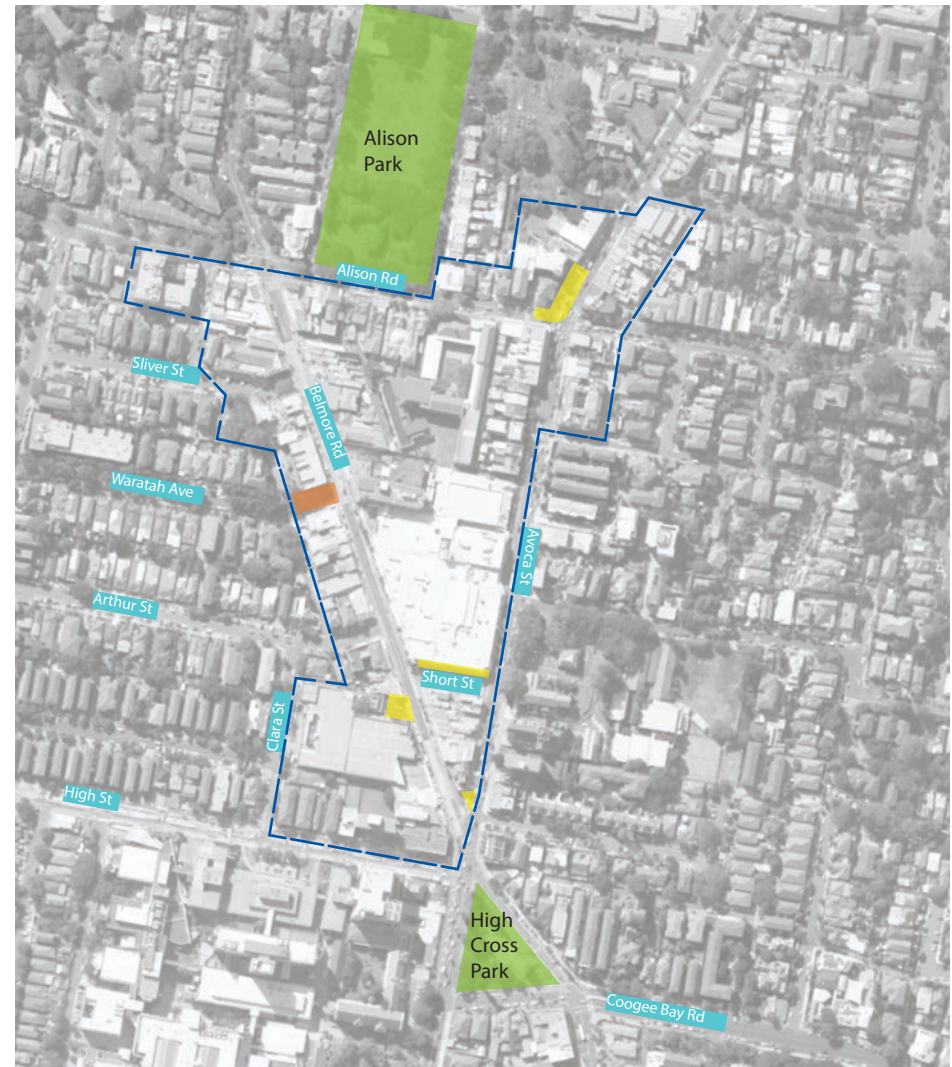 Alison
Park
Alison Rd
Sliver St
Belmore Rd
Waratah Ave
Avoca St
Arthur St
Short St
Clara St
High St
High
Cross
Park
Coogee Bay Rd